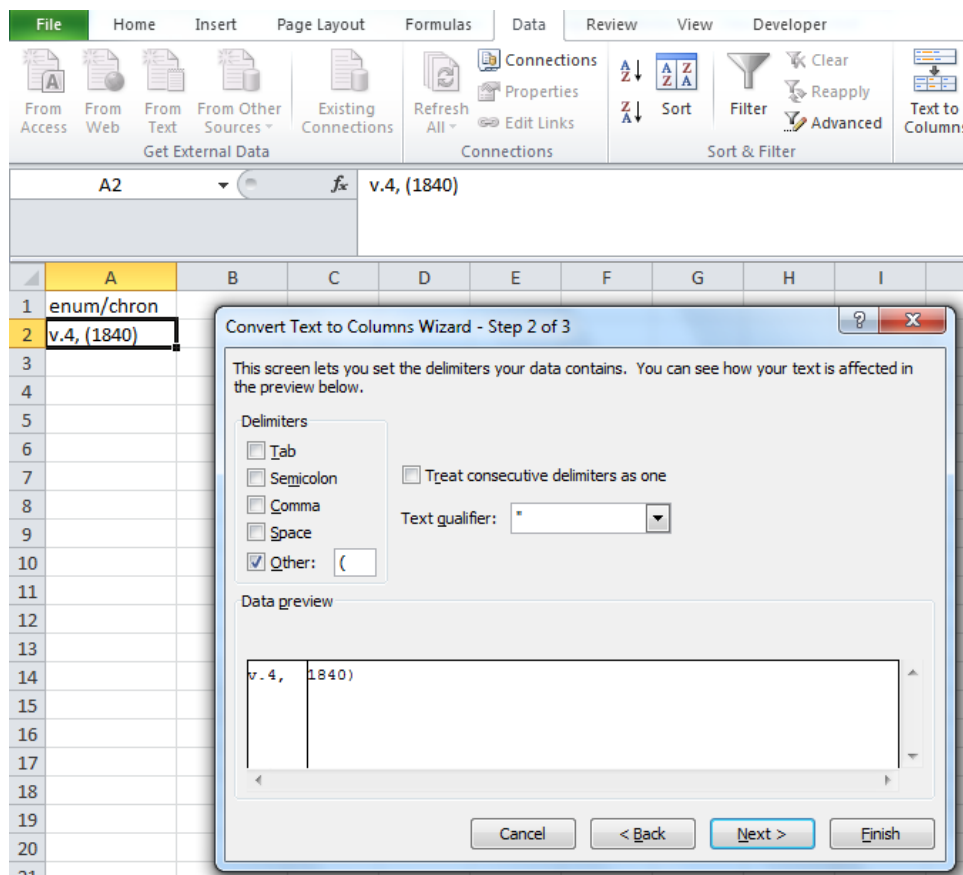 File Home Insert Page Layout Formulas Data Review View Developer
From Access
From Web
From Text
From Other Sources
Existing Connections
Get External Data
Refresh All
Connections
Properties
Edit Links
Connections
A Z
Z A
A Z Z A
Sort
Filter
Clear
Reapply
Advanced
Sort & Filter
Text to
Columns
A2 fx v.4, (1840)
A B C D E F G H I
1 enum/chron
2 v.4, (1840)
3
4
5
6
7
8
9
10
11
12
13
14
15
16
17
18
19
20
21
Convert Text to Columns Wizard - Step 2 of 3
? X
This screen lets you set the delimiters your data contains. You can see how your text is affected in
the preview below.
Delimiters
Tab
Semicolon
Comma
Space
Other: (
Treat consecutive delimiters as one
Text qualifier: "
Data preview
v.4, 1840)
Cancel < Back Next > Finish